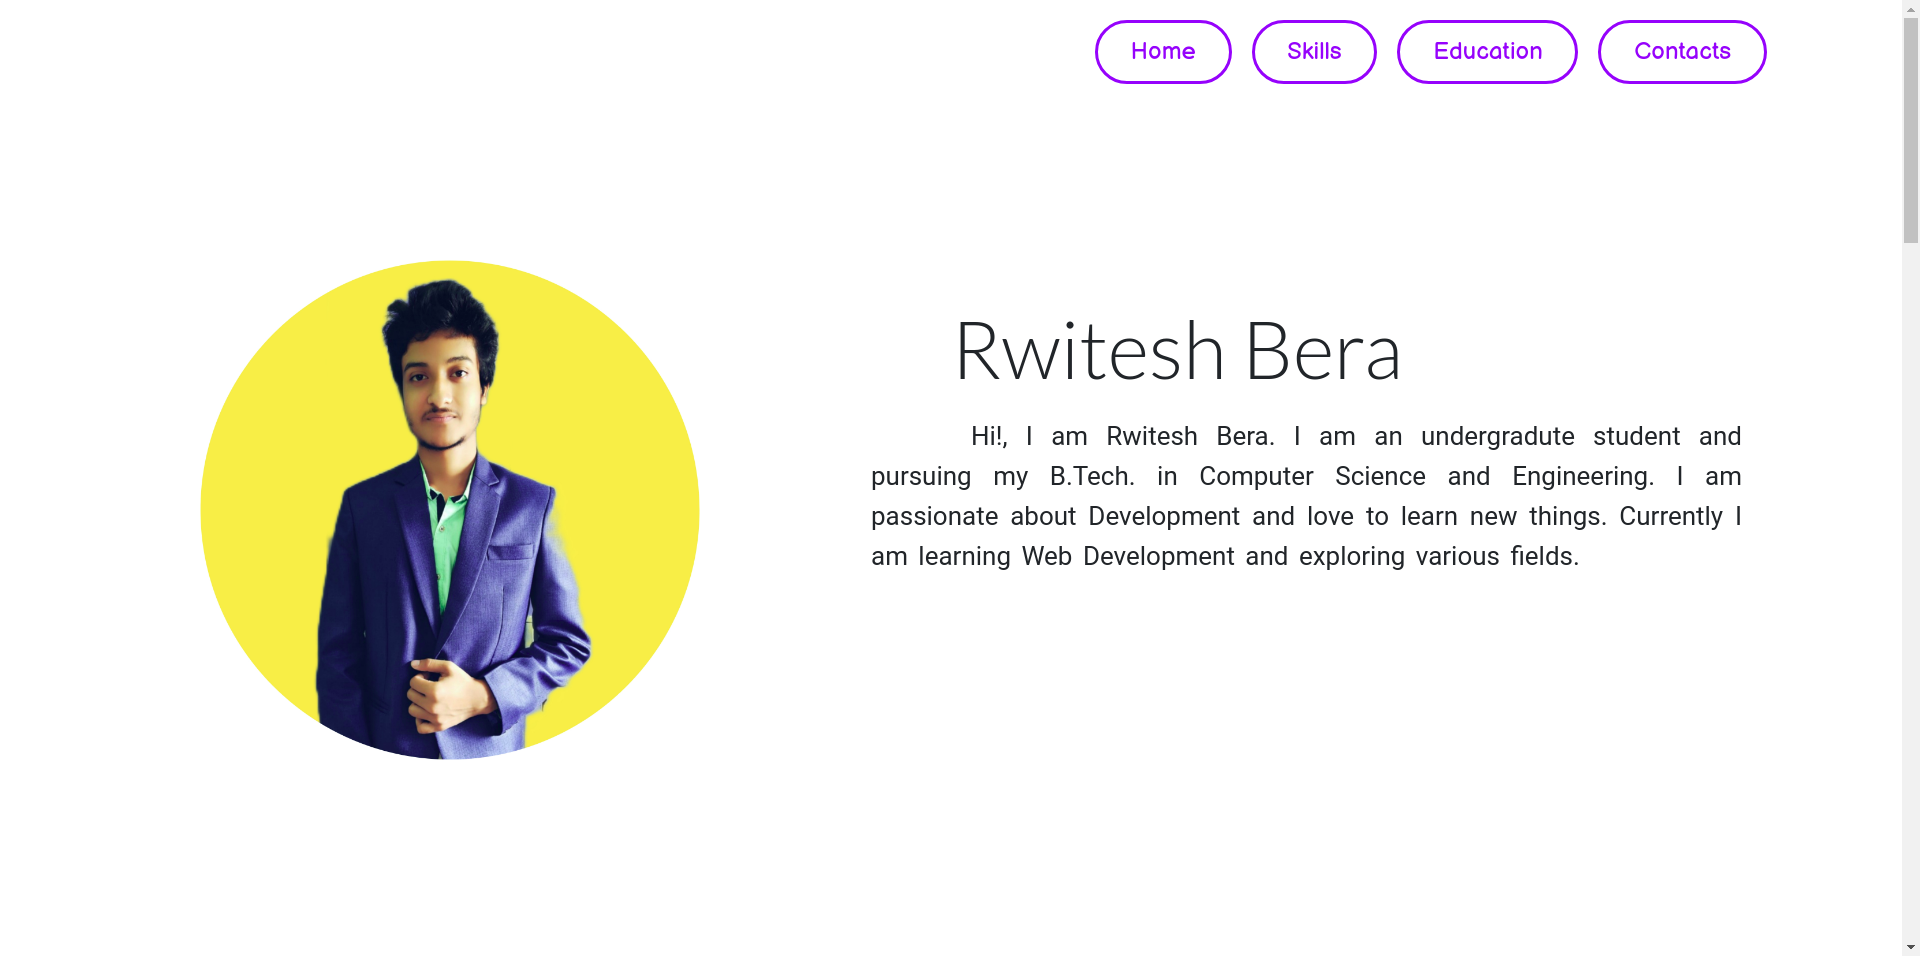 Home Skills Education Contacts
Rwitesh Bera
Hi!, I am Rwitesh Bera. I am an undergradute student and
pursuing my B.Tech. in Computer Science and Engineering. I am
passionate about Development and love to learn new things. Currently I
am learning Web Development and exploring various fields.